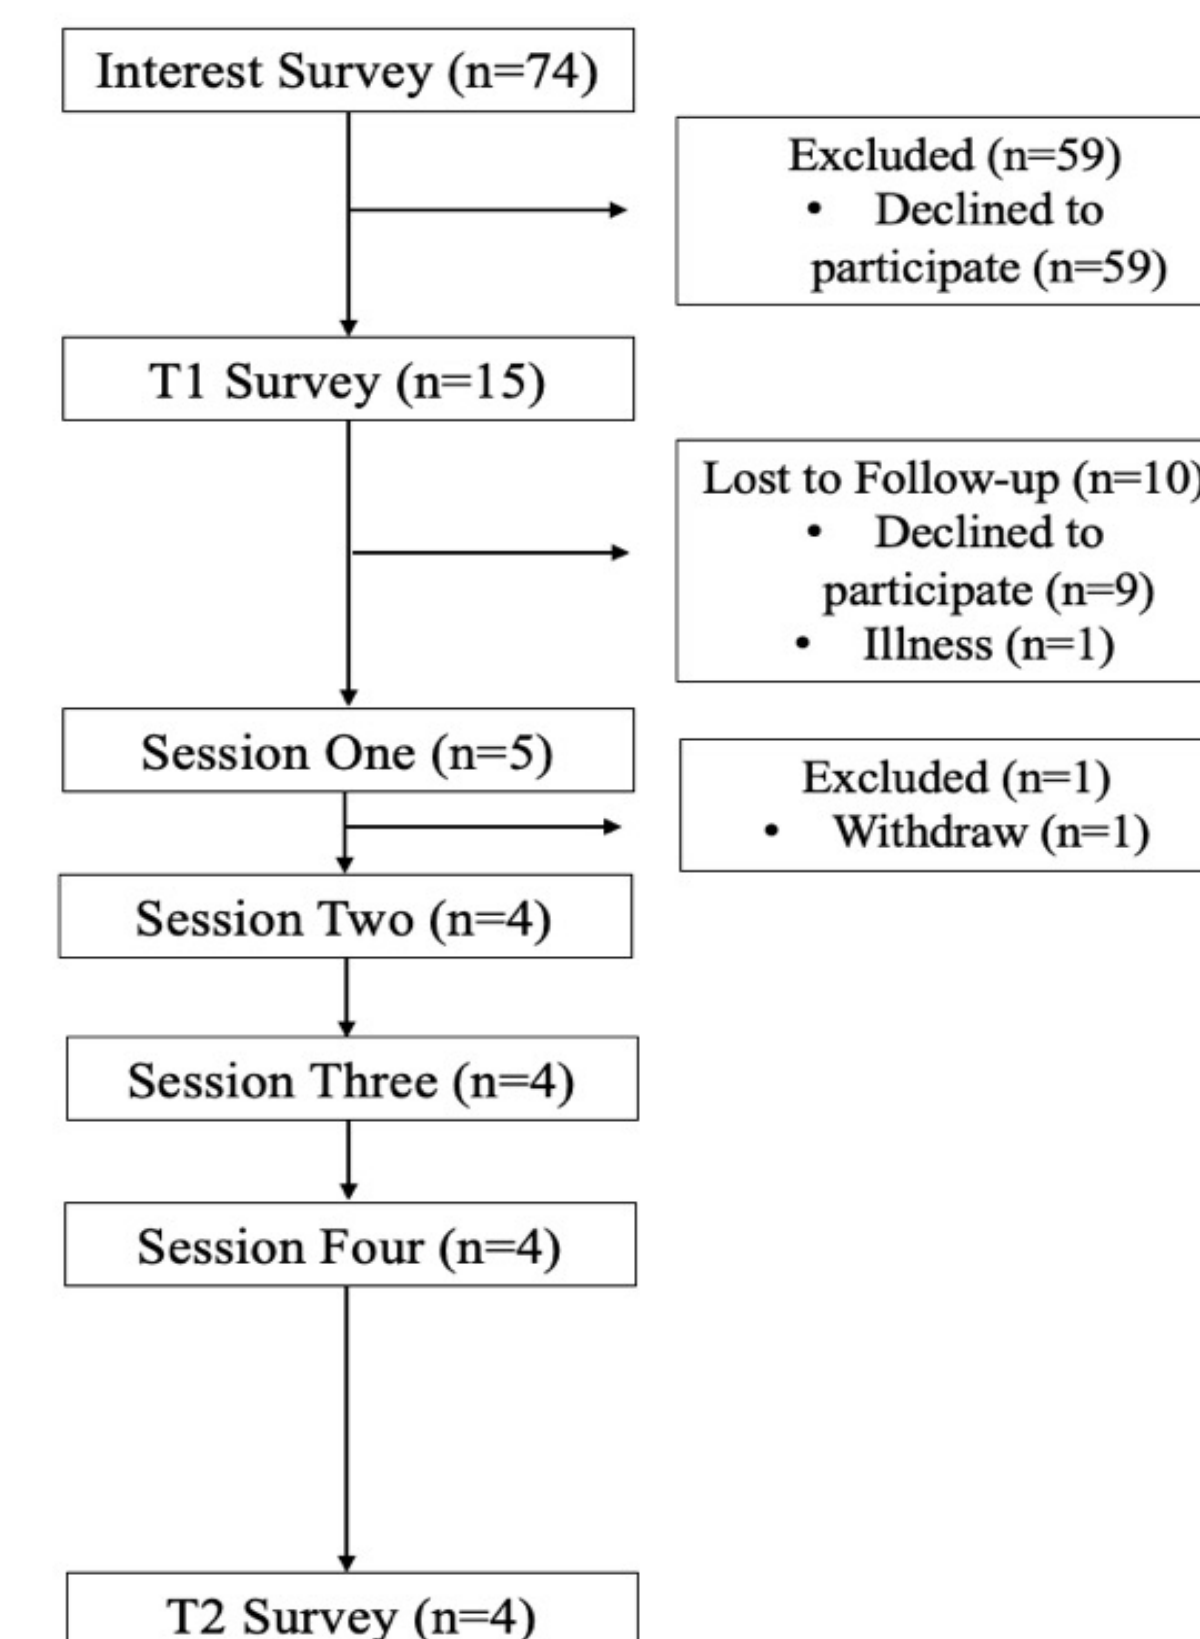 Interest Survey (n=74)
Excluded (n=59)
• Declined to
participate (n=59)
T1 Survey (n=15)
Lost to Follow-up (n=10)
• Declined to
participate (n=9)
• Illness (n=1)
Session One (n=5)
Excluded (n=1)
• Withdraw (n=1)
Session Two (n=4)
Session Three (n=4)
Session Four (n=4)
T2 Survey (n=4)